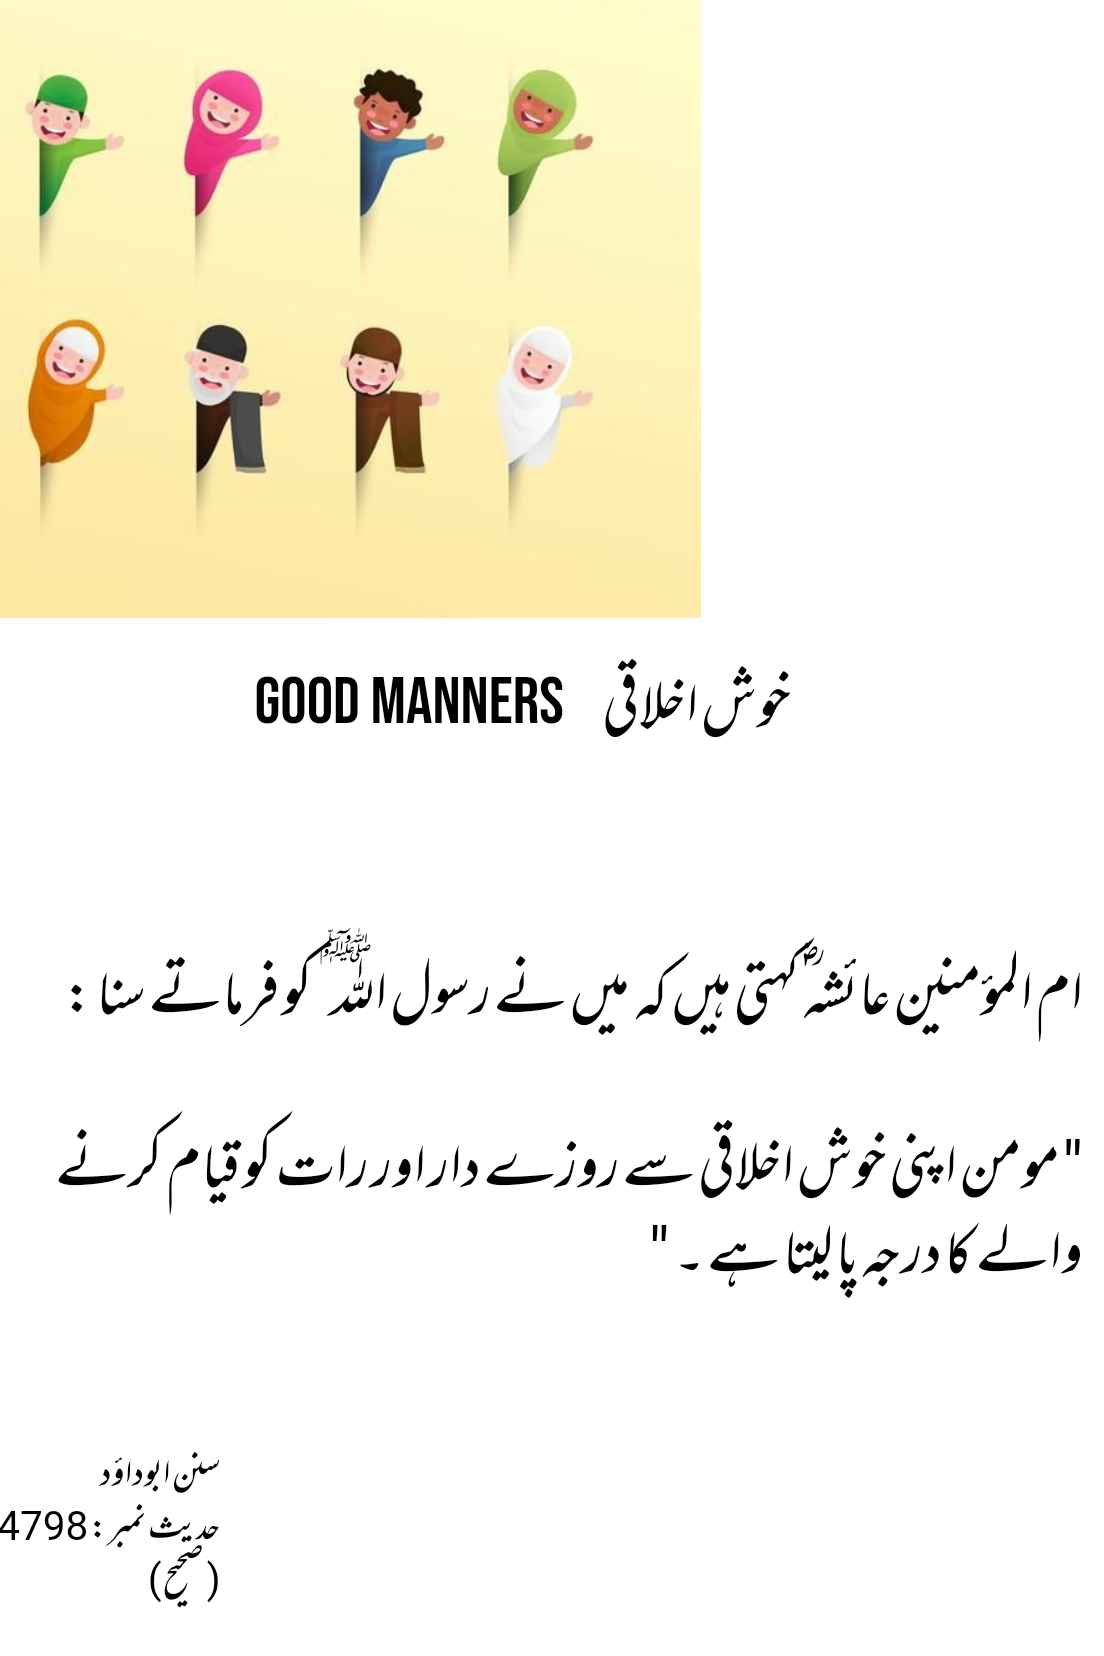 خوش اخلاقی GOOD MANNERS
ام المؤمنین عائشہؓ کہتی ہیں کہ میں نے رسول اللہ ﷺ کو فرماتے سنا :
"مومن اپنی خوش اخلاقی سے روزے دار اور رات کو قیام کرنے
والے کا درجہ پا لیتا ہے ۔ "
سنن ابوداؤد
حدیث نمبر : 4798
(صحیح)